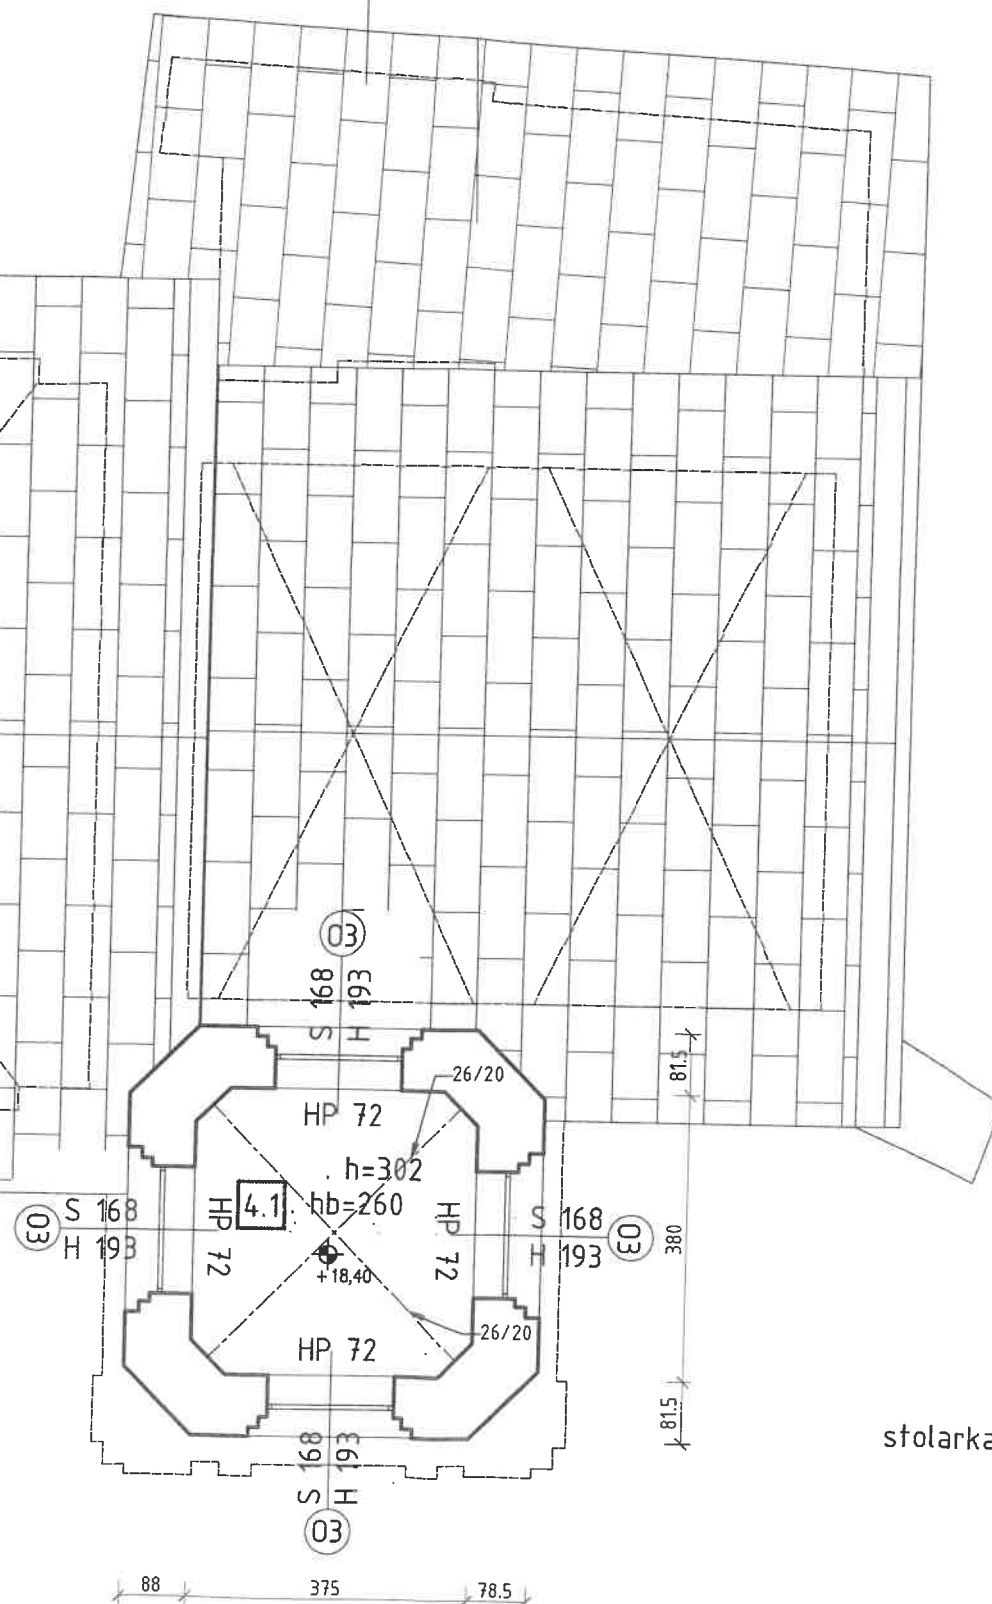 03
S 168
H 193
26/20
81.5
HP 72
h=302
4.1
hb=260
HP 72
HP 72
S 168
H 193
03
S 168
H 193
03
380
+18,40
26/20
HP 72
81.5
S 168
H 193
03
stolarka
88
375
78.5